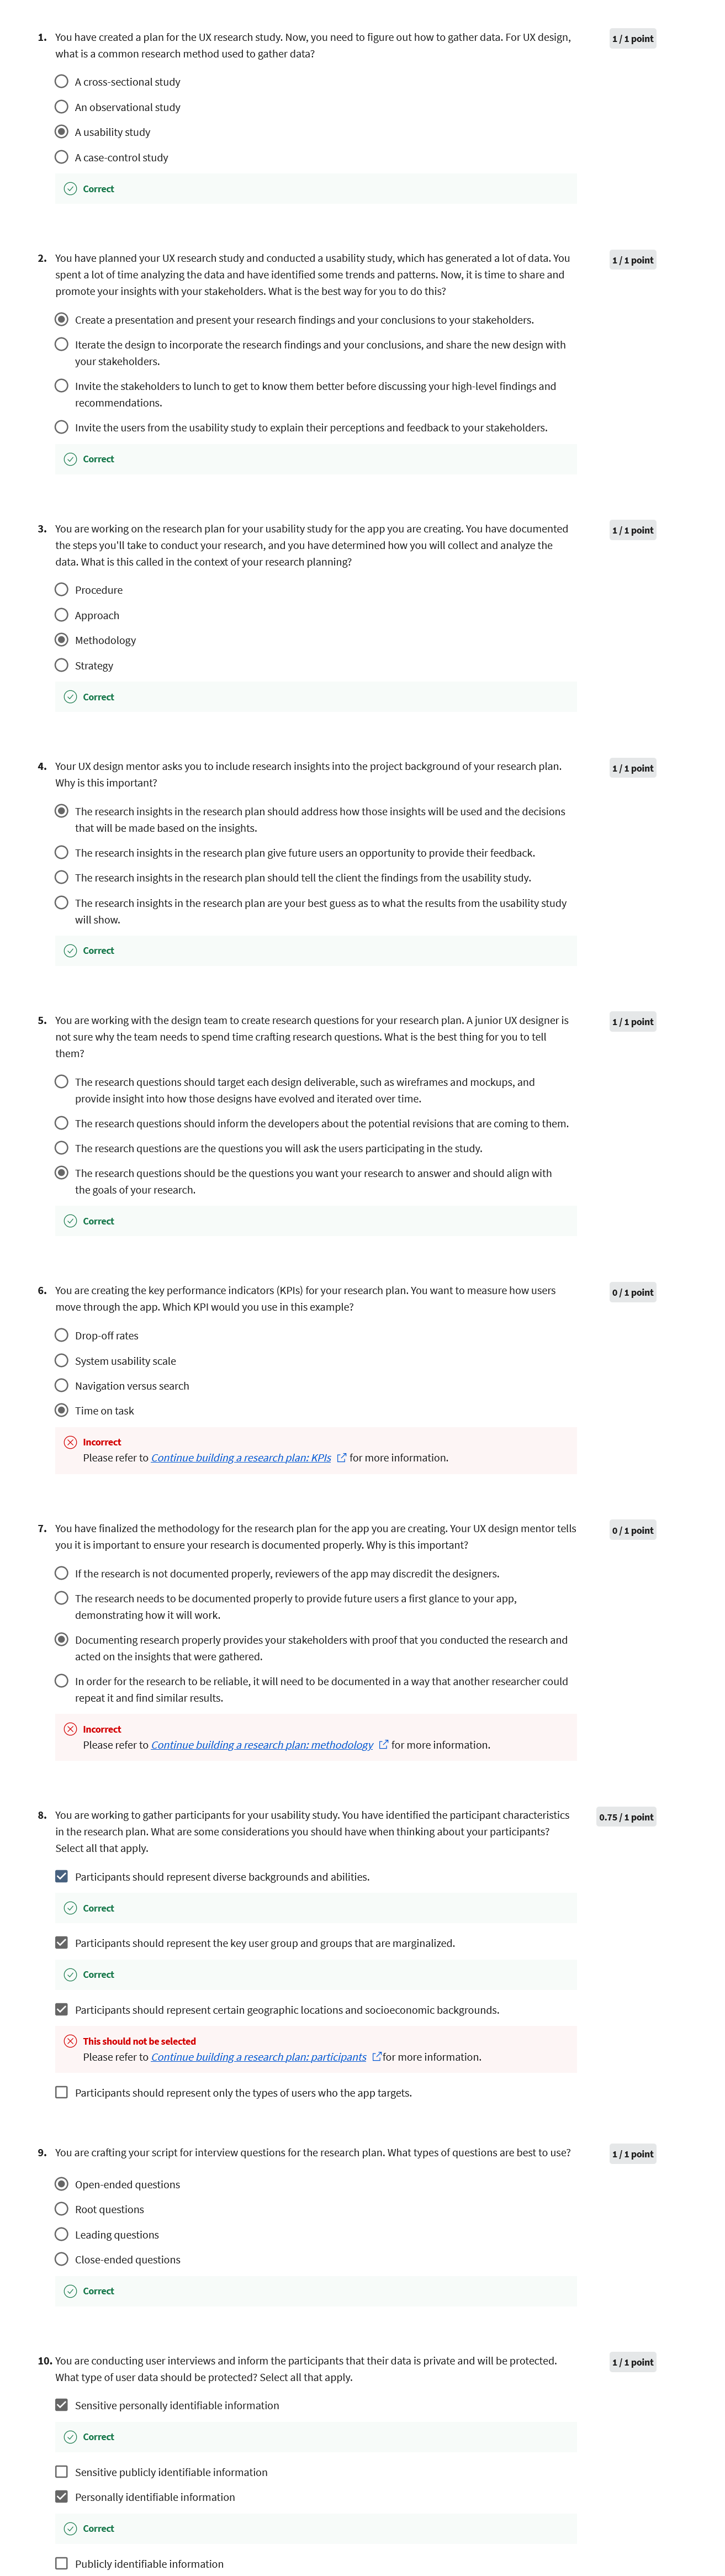 1. You have created a plan for the UX research study. Now, you need to figure out how to gather data. For UX design,
what is a common research method used to gather data?
1 / 1 point
A cross-sectional study
An observational study
A usability study
A case-control study
Correct
2. You have planned your UX research study and conducted a usability study, which has generated a lot of data. You
spent a lot of time analyzing the data and have identified some trends and patterns. Now, it is time to share and
promote your insights with your stakeholders. What is the best way for you to do this?
1 / 1 point
Create a presentation and present your research findings and your conclusions to your stakeholders.
Iterate the design to incorporate the research findings and your conclusions, and share the new design with
your stakeholders.
Invite the stakeholders to lunch to get to know them better before discussing your high-level findings and
recommendations.
Invite the users from the usability study to explain their perceptions and feedback to your stakeholders.
Correct
3. You are working on the research plan for your usability study for the app you are creating. You have documented
the steps you'll take to conduct your research, and you have determined how you will collect and analyze the
data. What is this called in the context of your research planning?
1 / 1 point
Procedure
Approach
Methodology
Strategy
Correct
4. Your UX design mentor asks you to include research insights into the project background of your research plan.
Why is this important?
1 / 1 point
The research insights in the research plan should address how those insights will be used and the decisions
that will be made based on the insights.
The research insights in the research plan give future users an opportunity to provide their feedback.
The research insights in the research plan should tell the client the findings from the usability study.
The research insights in the research plan are your best guess as to what the results from the usability study
will show.
Correct
5. You are working with the design team to create research questions for your research plan. A junior UX designer is
not sure why the team needs to spend time crafting research questions. What is the best thing for you to tell
them?
1 / 1 point
The research questions should target each design deliverable, such as wireframes and mockups, and
provide insight into how those designs have evolved and iterated over time.
The research questions should inform the developers about the potential revisions that are coming to them.
The research questions are the questions you will ask the users participating in the study.
The research questions should be the questions you want your research to answer and should align with
the goals of your research.
Correct
6. You are creating the key performance indicators (KPIs) for your research plan. You want to measure how users
move through the app. Which KPI would you use in this example?
0 / 1 point
Drop-off rates
System usability scale
Navigation versus search
Time on task
Incorrect
Please refer to Continue building a research plan: KPIs for more information.
7. You have finalized the methodology for the research plan for the app you are creating. Your UX design mentor tells
you it is important to ensure your research is documented properly. Why is this important?
0 / 1 point
If the research is not documented properly, reviewers of the app may discredit the designers.
The research needs to be documented properly to provide future users a first glance to your app,
demonstrating how it will work.
Documenting research properly provides your stakeholders with proof that you conducted the research and
acted on the insights that were gathered.
In order for the research to be reliable, it will need to be documented in a way that another researcher could
repeat it and find similar results.
Incorrect
Please refer to Continue building a research plan: methodology for more information.
8. You are working to gather participants for your usability study. You have identified the participant characteristics
in the research plan. What are some considerations you should have when thinking about your participants?
Select all that apply.
0.75 / 1 point
Participants should represent diverse backgrounds and abilities.
Correct
Participants should represent the key user group and groups that are marginalized.
Correct
Participants should represent certain geographic locations and socioeconomic backgrounds.
This should not be selected
Please refer to Continue building a research plan: participants for more information.
Participants should represent only the types of users who the app targets.
9. You are crafting your script for interview questions for the research plan. What types of questions are best to use?
1 / 1 point
Open-ended questions
Root questions
Leading questions
Close-ended questions
Correct
10. You are conducting user interviews and inform the participants that their data is private and will be protected.
What type of user data should be protected? Select all that apply.
1 / 1 point
Sensitive personally identifiable information
Correct
Sensitive publicly identifiable information
Personally identifiable information
Correct
Publicly identifiable information